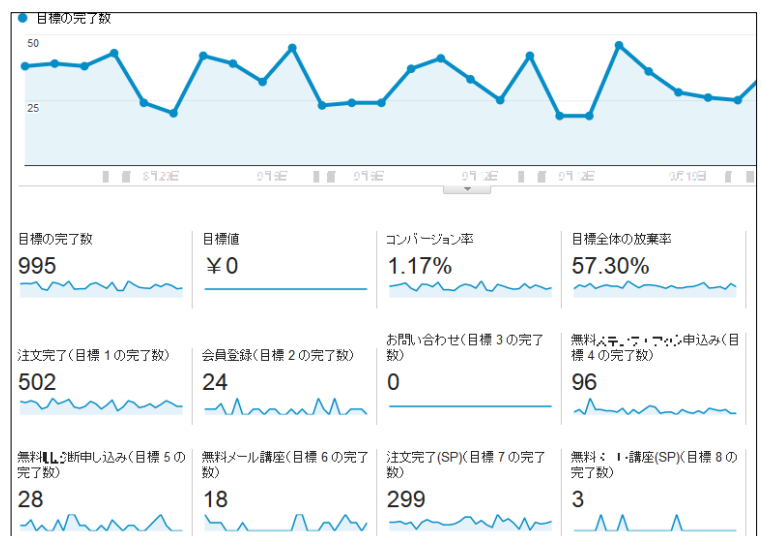 目標の完了数
50
25
目標の完了数
995
目標値
￥0
コンバージョン率
1.17%
目標全体の放棄率
57.30%
注文完了(目標 1 の完了数)
502
会員登録(目標 2 の完了数)
24
お問い合わせ(目標 3 の完了
数)
0
無料 申込み(目
標 4 の完了数)
96
無料 断申し込み(目標 5 の
完了数)
28
無料メール講座(目標 6 の完了
数)
18
注文完了(SP)(目標 7 の完了
数)
299
無料 講座(SP)(目標 8 の
完了数)
3